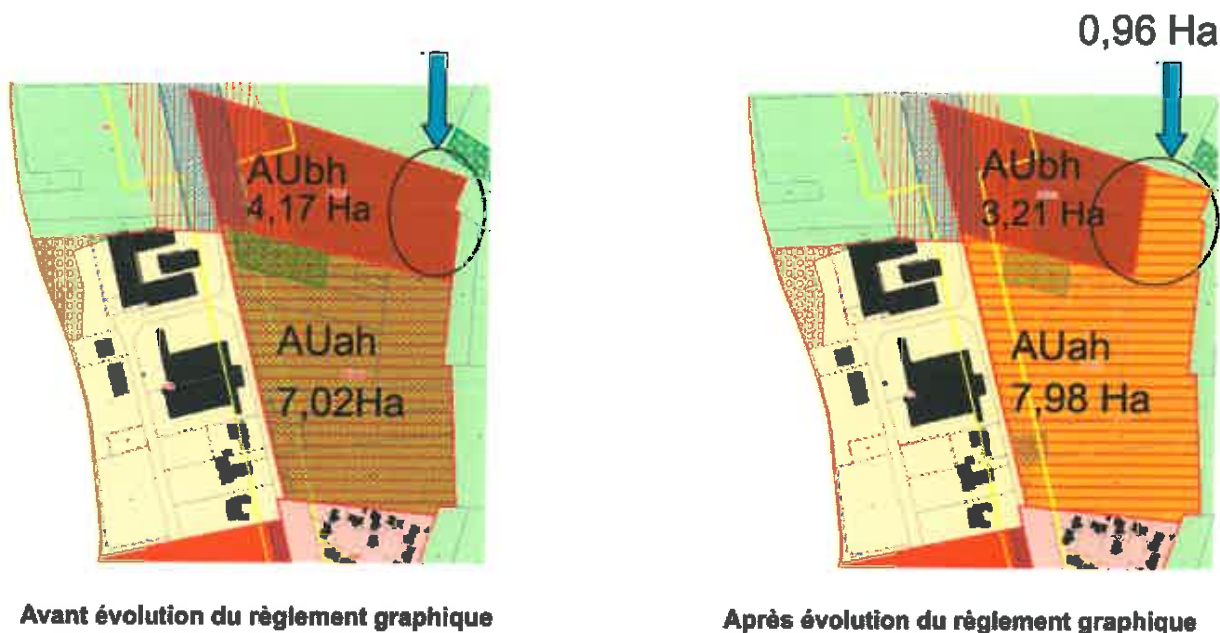 0,96 Ha
AUbh
4,17 Ha
AUah
7,02Ha
AUbh
3,21 Ha
AUah
7,98 Ha
Avant évolution du règlement graphique
Après évolution du règlement graphique